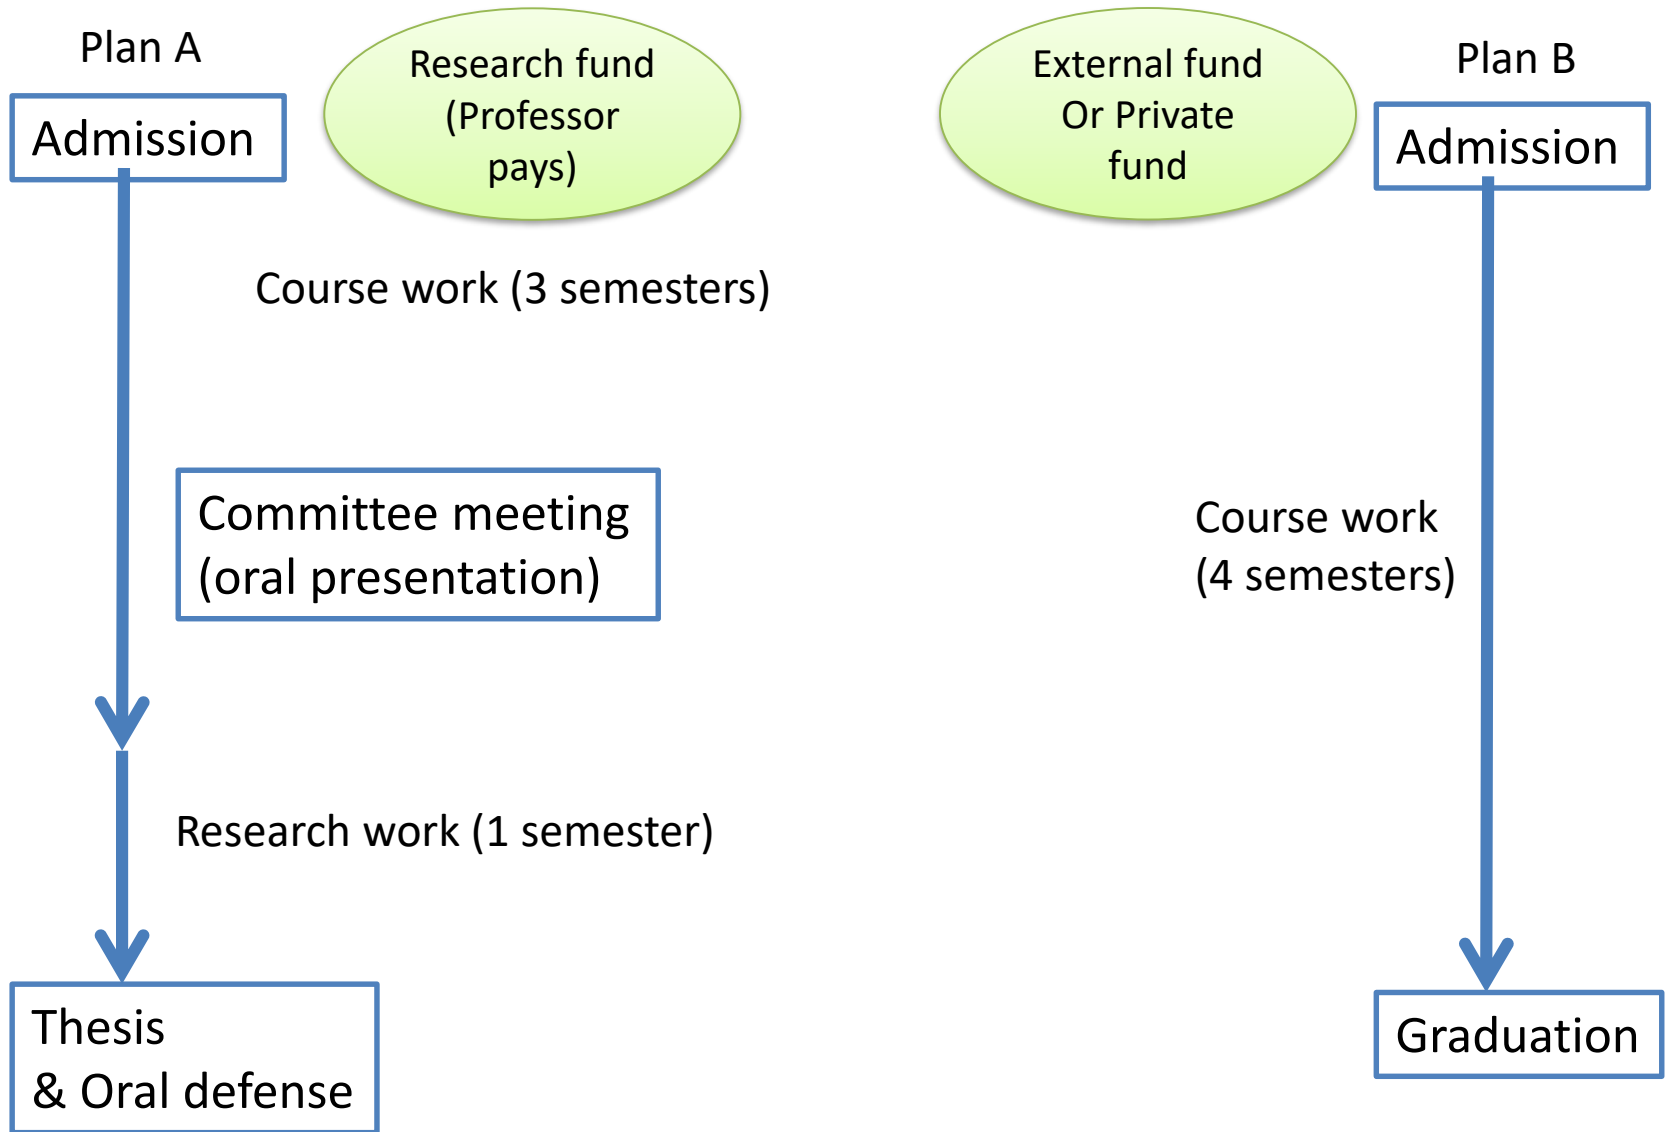 Plan A
Admission
Research fund
(Professor
pays)
Course work (3 semesters)
Committee meeting
(oral presentation)
Research work (1 semester)
Thesis
& Oral defense
External fund
Or Private
fund
Plan B
Admission
Course work
(4 semesters)
Graduation